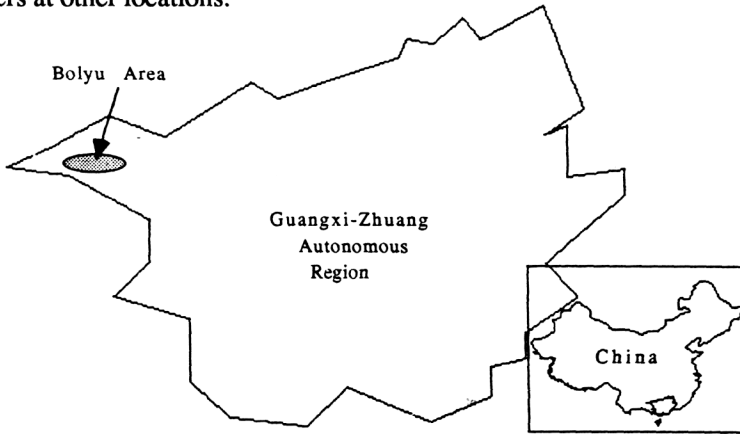 ers at other locations.
Bolyu Area
Guangxi-Zhuang
Autonomous
Region
China